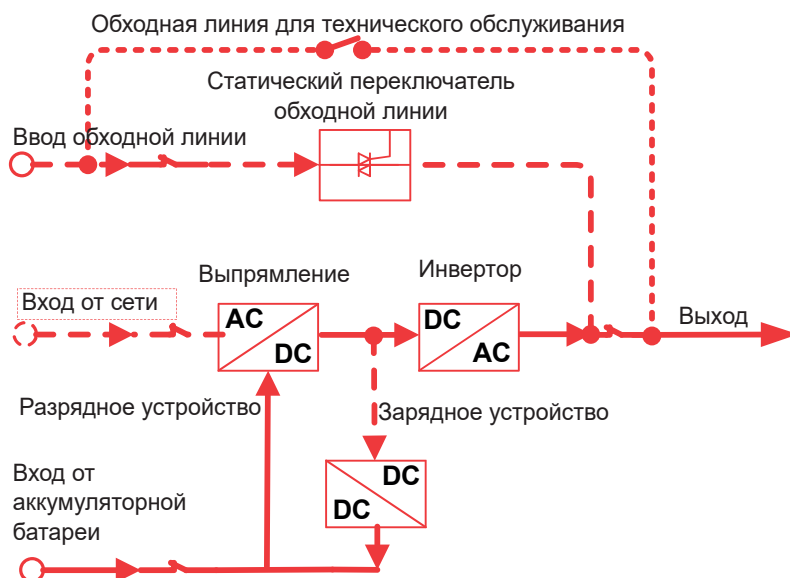 Обходная линия для технического обслуживания
Статический переключатель
обходной линии
Ввод обходной линии
Выпрямление
Инвертор
Вход от сети
AC
DC
DC
AC
Выход
Разрядное устройство
Зарядное устройство
Вход от
аккумуляторной
батареи
DC
DC